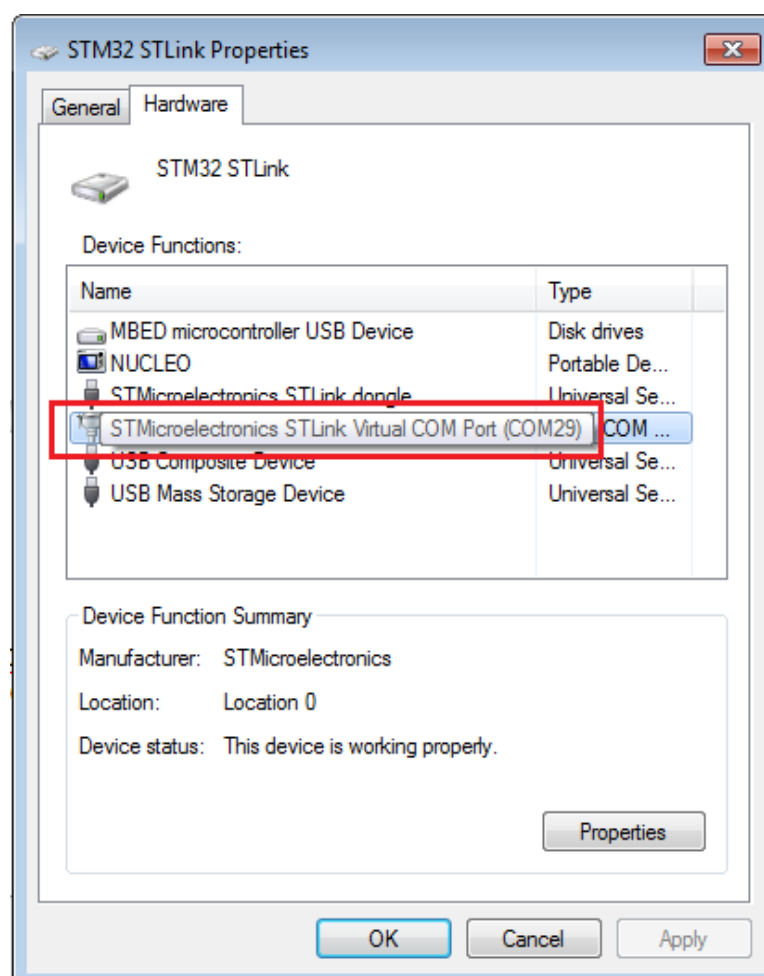 STM32 STLink Properties
General Hardware
STM32 STLink
Device Functions:
Name Type
MBED microcontroller USB Device Disk drives
NUCLEO Portable De...
STMicroelectronics STLink dongle Universal Se...
STMicroelectronics STLink Virtual COM Port (COM29) COM ...
USB Composite Device Universal Se...
USB Mass Storage Device Universal Se...
Device Function Summary
Manufacturer: STMicroelectronics
Location: Location 0
Device status: This device is working properly.
Properties
OK Cancel Apply